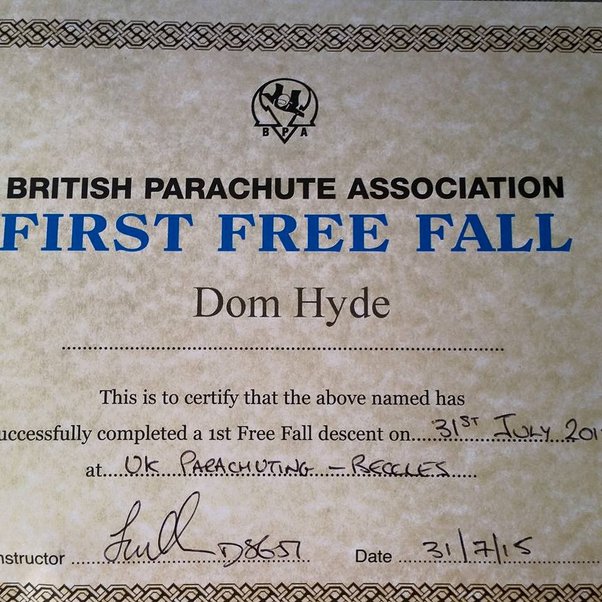 BPA
BRITISH PARACHUTE ASSOCIATION
FIRST FREE FALL
Dom Hyde
This is to certify that the above named has
uccessfully completed a 1st Free Fall descent on 31ST JULY 201
at UK PARACHUTING - BECCLES
nstructor D8651
Date 31/7/15